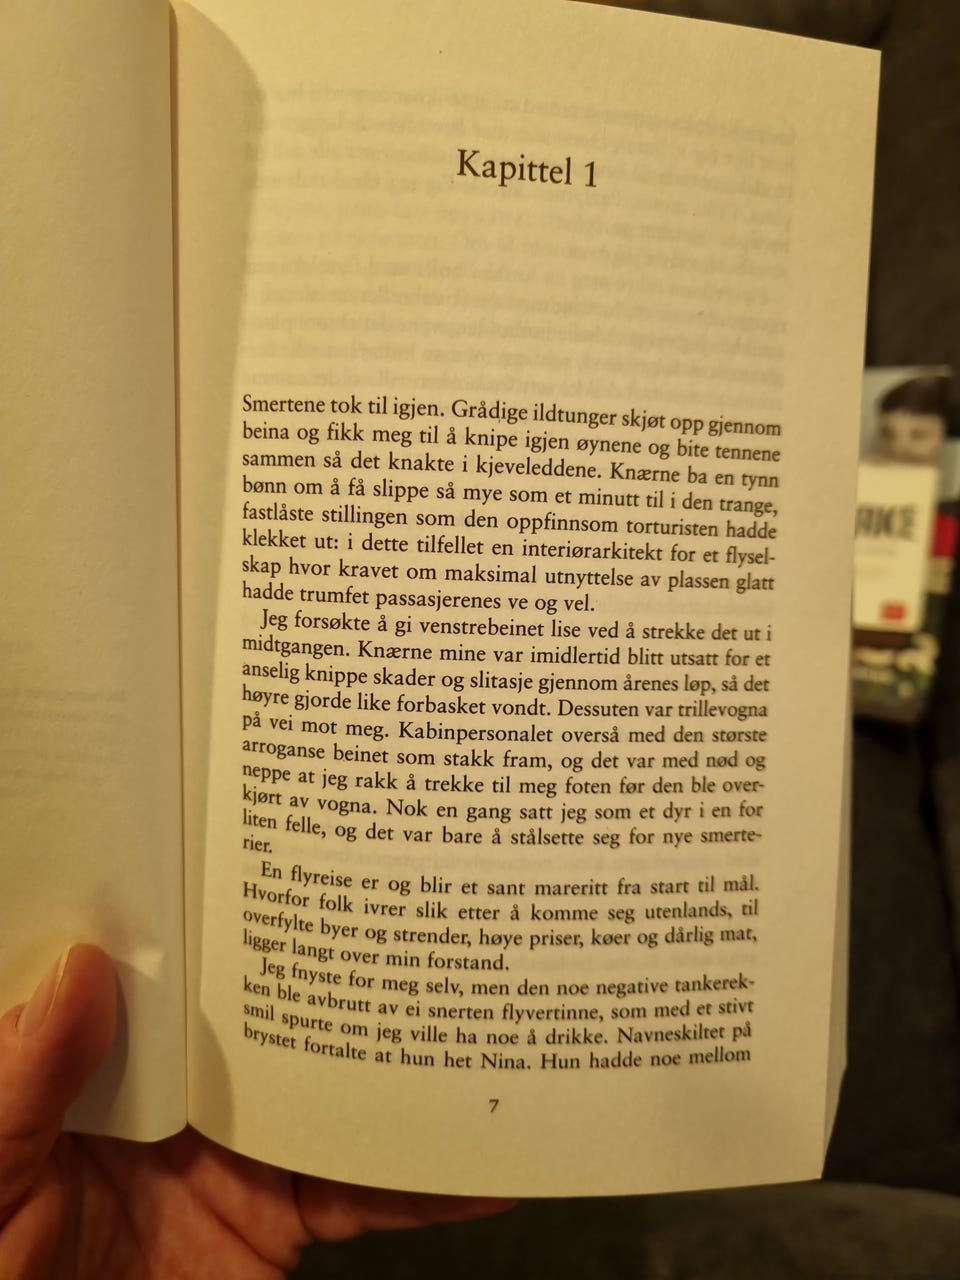 Kapittel 1
Smertene tok til igjen. Grådige ildtunger skjøt opp gjennom
beina og fikk meg til å knipe igjen øynene og bite tennene
sammen så det knakte i kjeveleddene. Knærne ba en tynn
bønn om å få slippe så mye som et minutt til i den trange,
fastlåste stillingen som den oppfinnsom torturisten hadde
klekket ut: i dette tilfellet en interiørarkitekt for et flysel-
skap hvor kravet om maksimal utnyttelse av plassen glatt
hadde trumfet passasjerenes ve og vel.
Jeg forsøkte å gi venstrebeinet lise ved å strekke det ut i
midtgangen. Knærne mine var imidlertid blitt utsatt for et
anselig knippe skader og slitasje gjennom årenes løp, så det
høyre gjorde like forbasket vondt. Dessuten var trillevogna
på vei mot meg. Kabinpersonalet overså med den største
arroganse beinet som stakk fram, og det var med nød og
neppe at jeg rakk å trekke til meg foten før den ble over-
kjørt av vogna. Nok en gang satt jeg som et dyr i en for
liten felle, og det var bare å stålsette seg for nye smerte-
rier.
En flyreise er og blir et sant mareritt fra start til mål.
Hvorfor folk ivrer slik etter å komme seg utenlands, til
overfylte byer og strender, høye priser, køer og dårlig mat,
ligger langt over min forstand.
Jeg fnyste for meg selv, men den noe negative tankerek-
ken ble avbrutt av ei snerten flyvertinne, som med et stivt
smil spurte om jeg ville ha noe å drikke. Navneskiltet på
brystet fortalte at hun het Nina. Hun hadde noe mellom
7